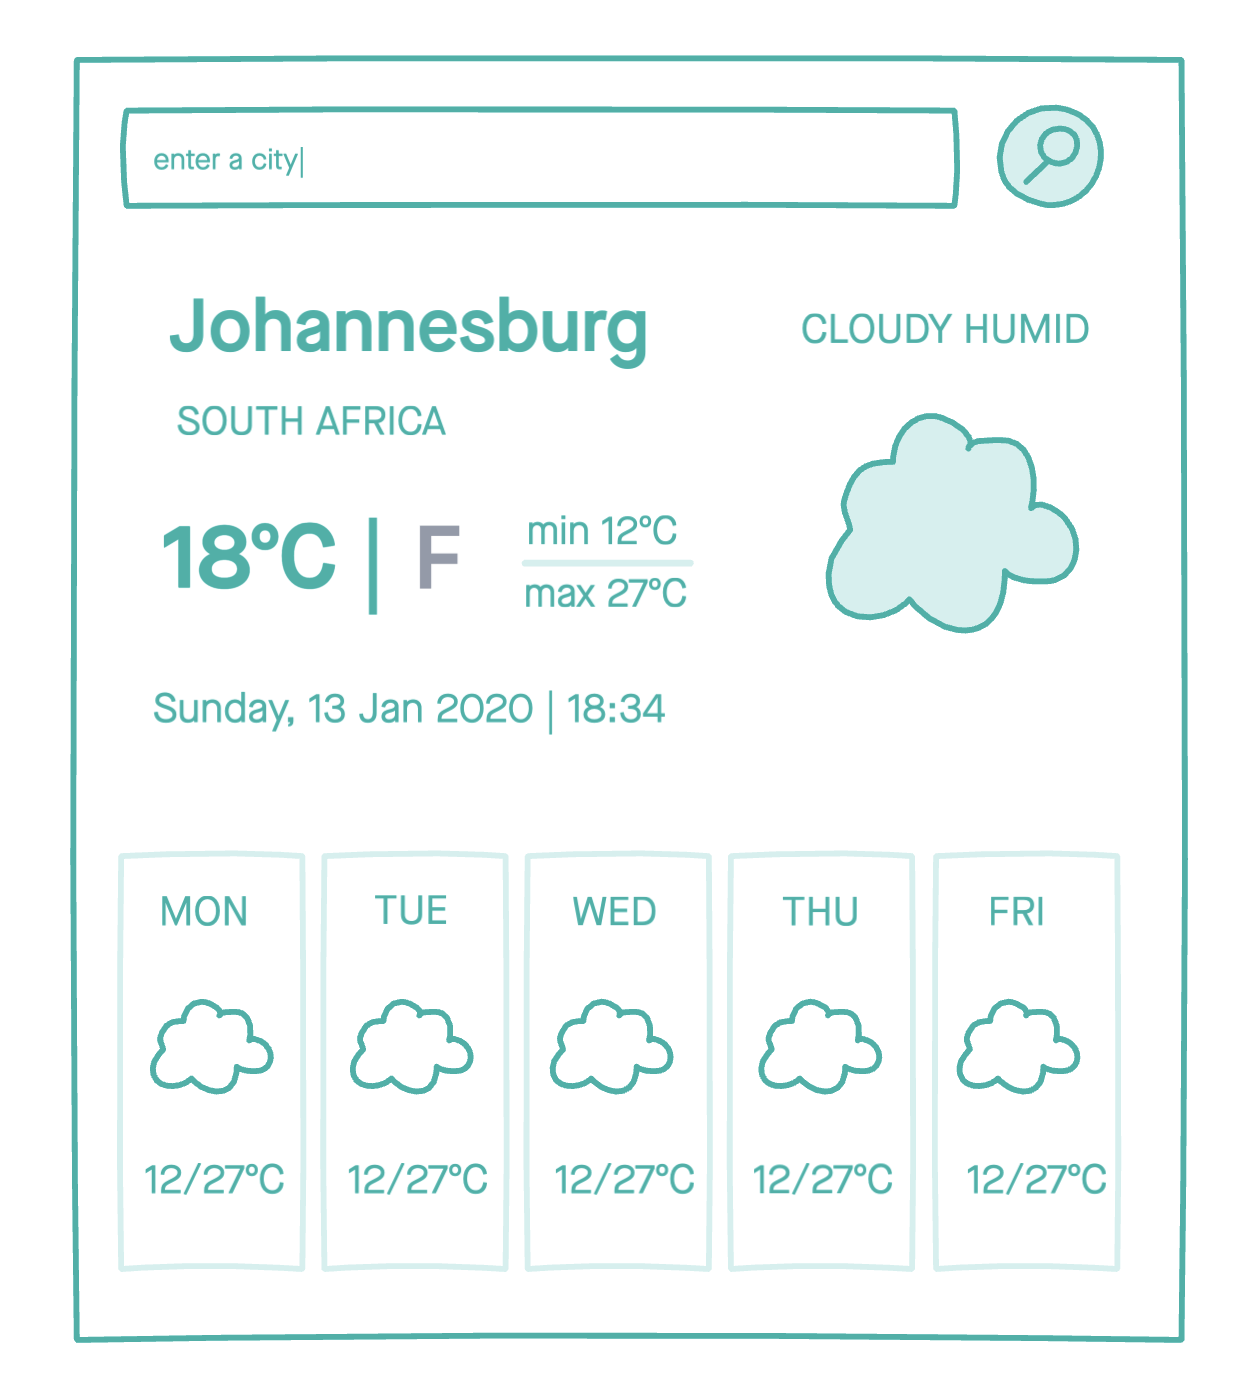 enter a city|
Johannesburg
SOUTH AFRICA
CLOUDY HUMID
18°C | F
min 12°C
max 27°C
Sunday, 13 Jan 2020 | 18:34
MON
12/27°C
TUE
12/27°C
WED
12/27°C
THU
12/27°C
FRI
12/27°C